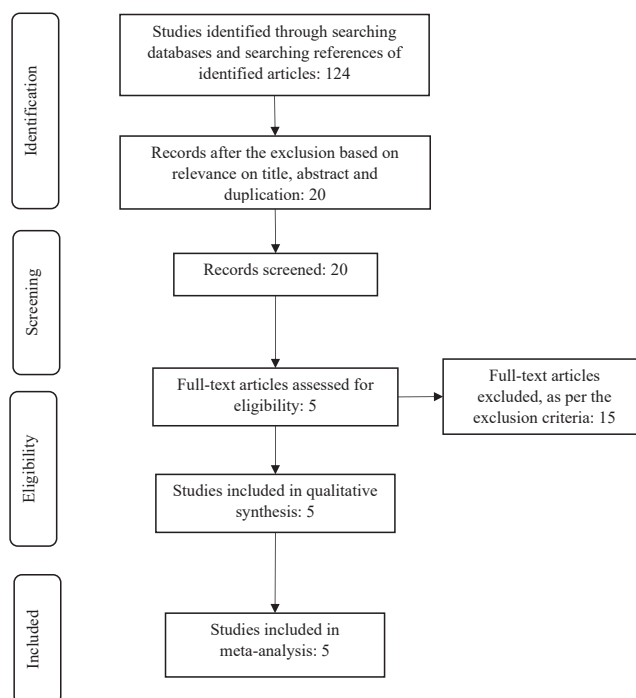 Identification
Studies identified through searching
databases and searching references of
identified articles: 124
Records after the exclusion based on
relevance on title, abstract and
duplication: 20
Screening
Records screened: 20
Eligibility
Full-text articles assessed for
eligibility: 5
Full-text articles
excluded, as per the
exclusion criteria: 15
Studies included in qualitative
synthesis: 5
Included
Studies included in
meta-analysis: 5